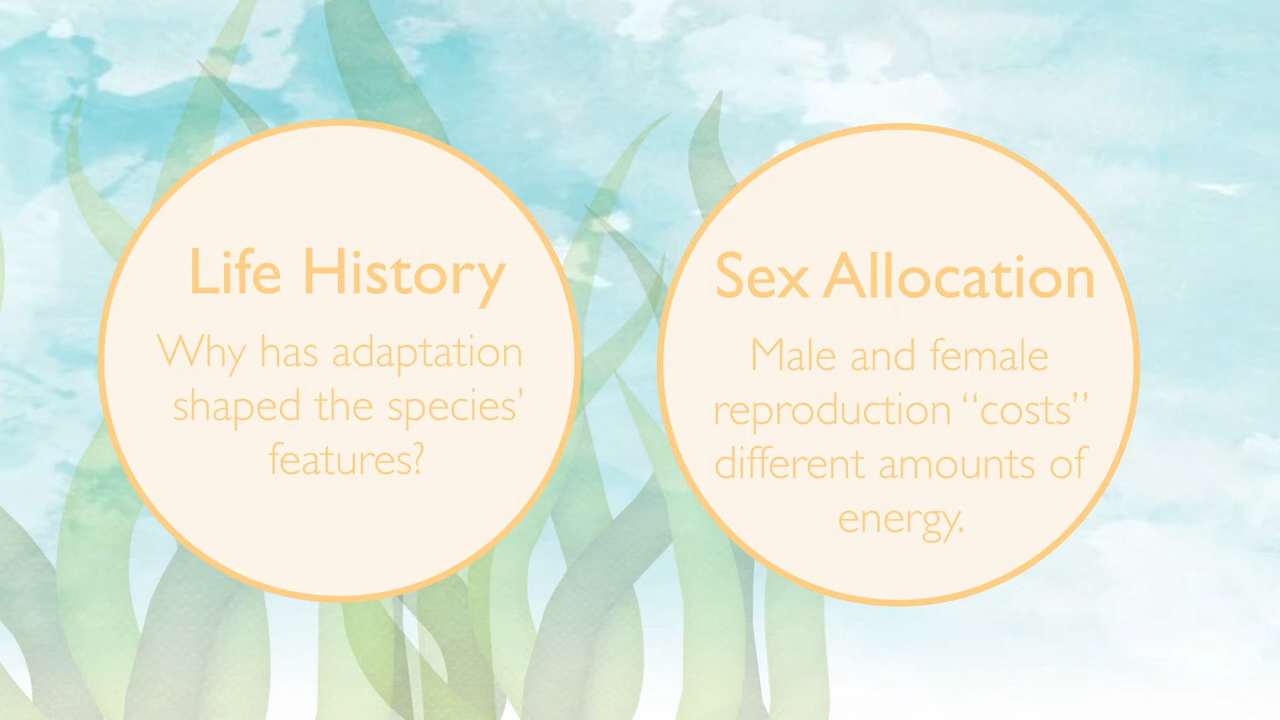 Life History
Why has adaptation
shaped the species’
features?
Sex Allocation
Male and female
reproduction “costs”
different amounts of
energy.